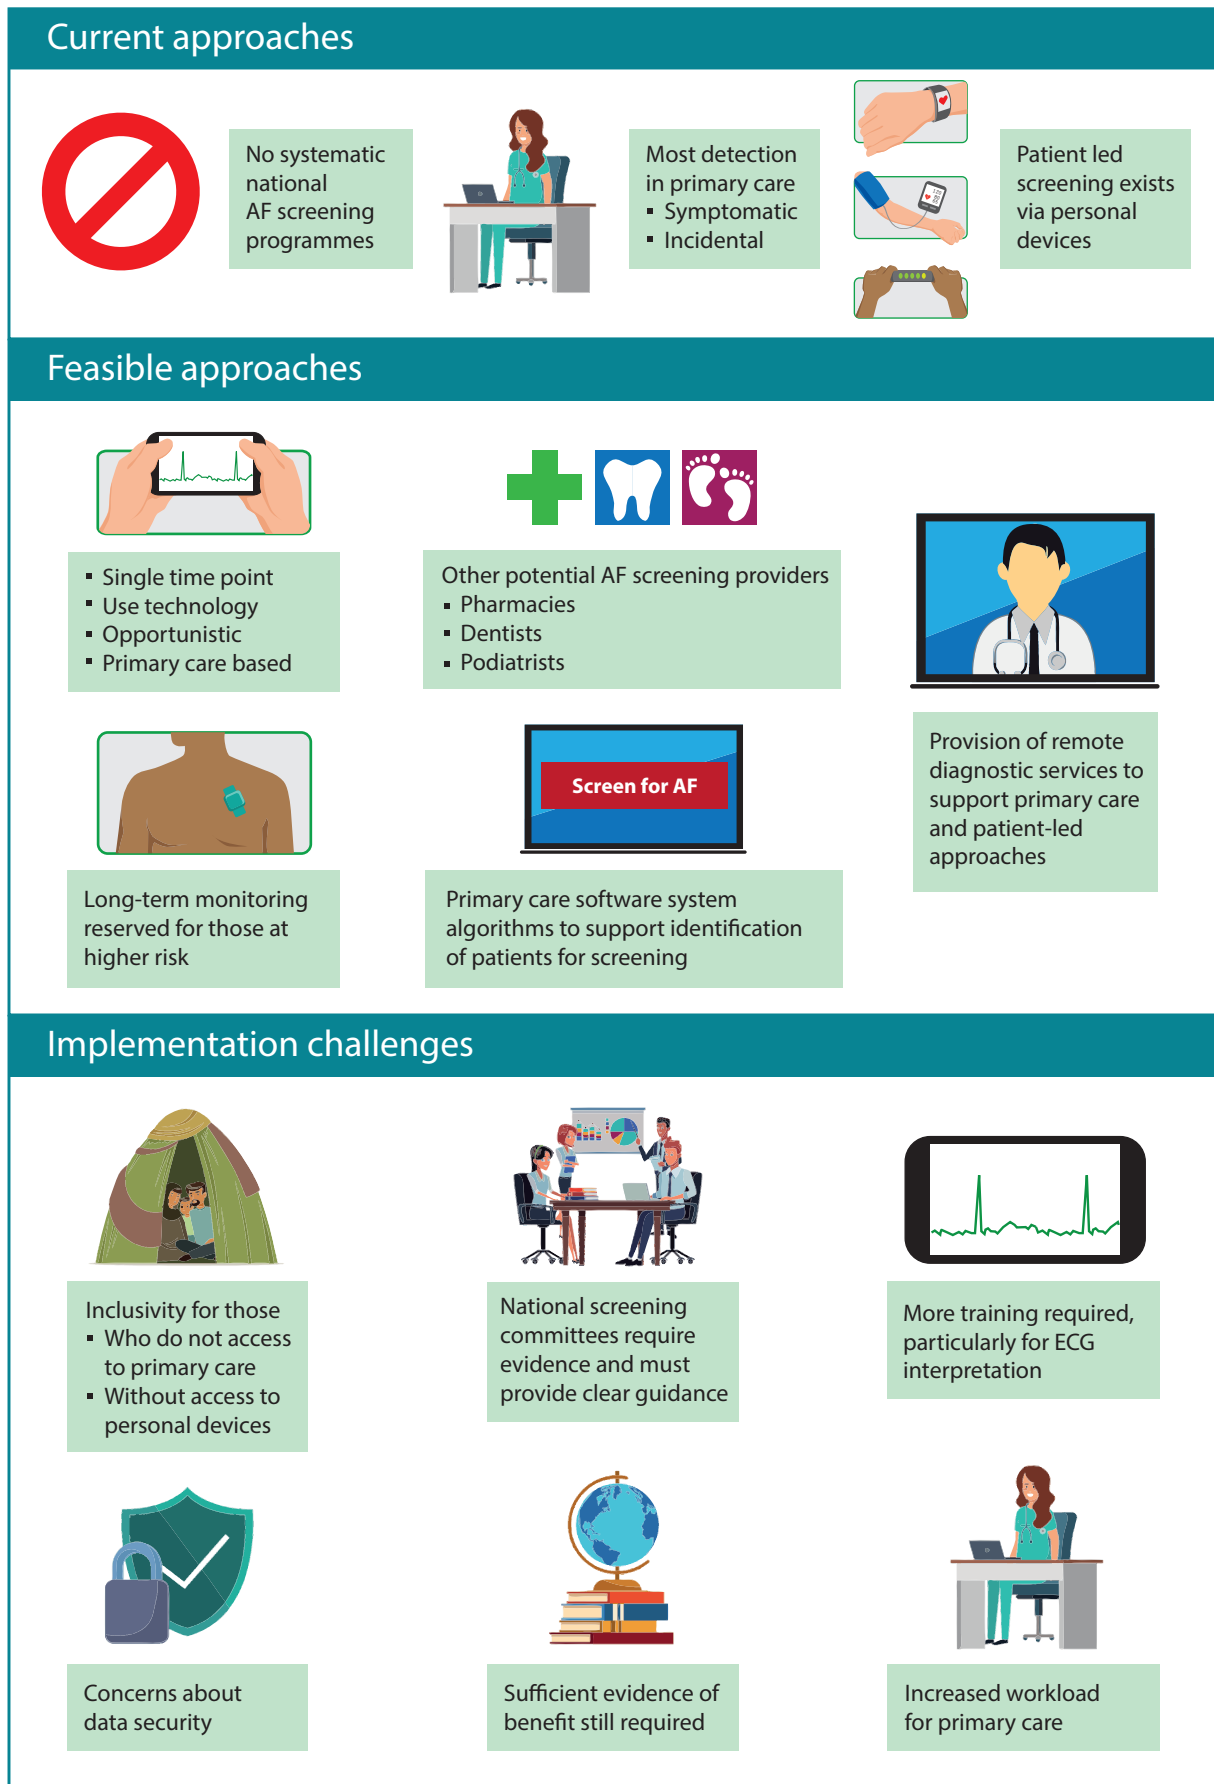 Current approaches
No systematic
national
AF screening
programmes
Most detection
in primary care
▪ Symptomatic
▪ Incidental
Patient led
screening exists
via personal
devices
Feasible approaches
▪ Single time point
▪ Use technology
▪ Opportunistic
▪ Primary care based
Other potential AF screening providers
▪ Pharmacies
▪ Dentists
▪ Podiatrists
Provision of remote
diagnostic services to
support primary care
and patient-led
approaches
Long-term monitoring
reserved for those at
higher risk
Screen for AF
Primary care software system
algorithms to support identification
of patients for screening
Implementation challenges
Inclusivity for those
▪ Who do not access
to primary care
▪ Without access to
personal devices
National screening
committees require
evidence and must
provide clear guidance
More training required,
particularly for ECG
interpretation
Concerns about
data security
Sufficient evidence of
benefit still required
Increased workload
for primary care